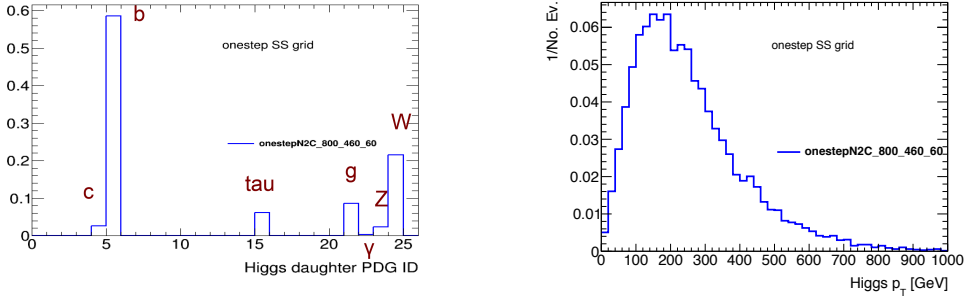 0.6
0.5
0.4
0.3
0.2
0.1
0
0 5 10 15 20 25
c
b
tau
g
γ
Z
W
onestep SS grid
onestepN2C_800_460_60
Higgs daughter PDG ID
1/No. Ev.
0.06
0.05
0.04
0.03
0.02
0.01
0
0 100 200 300 400 500 600 700 800 900 1000
onestep SS grid
onestepN2C_800_460_60
Higgs p_T [GeV]